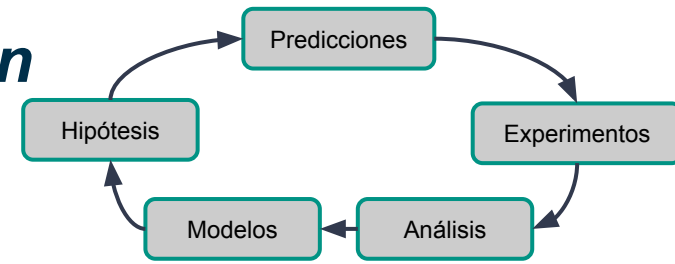 n
Predicciones
Hipótesis
Experimentos
Modelos
Análisis